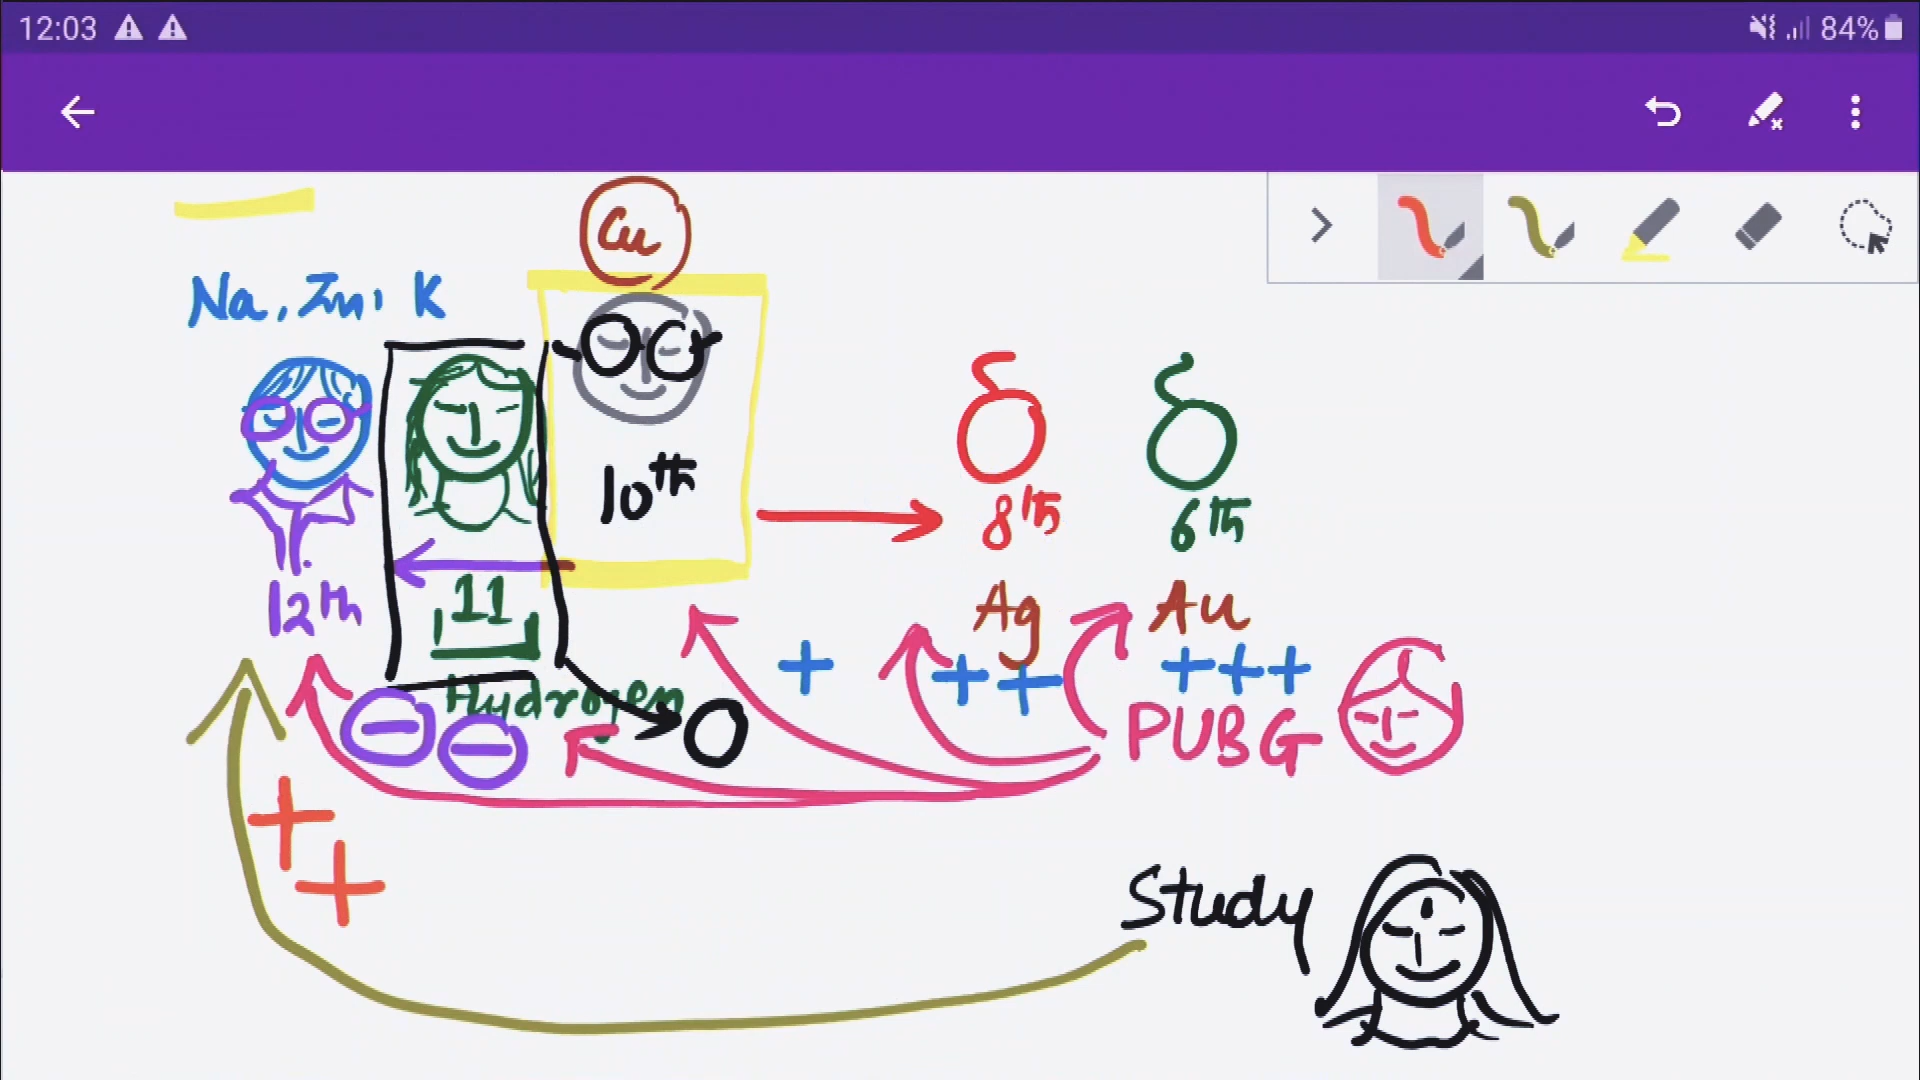 12:03
84%
Cu
Na, Zn, K
10th
8th
6th
12th
11
Ag
Au
+
++
+++
Hydrogen
O
− −
PUBG
+
+
Study